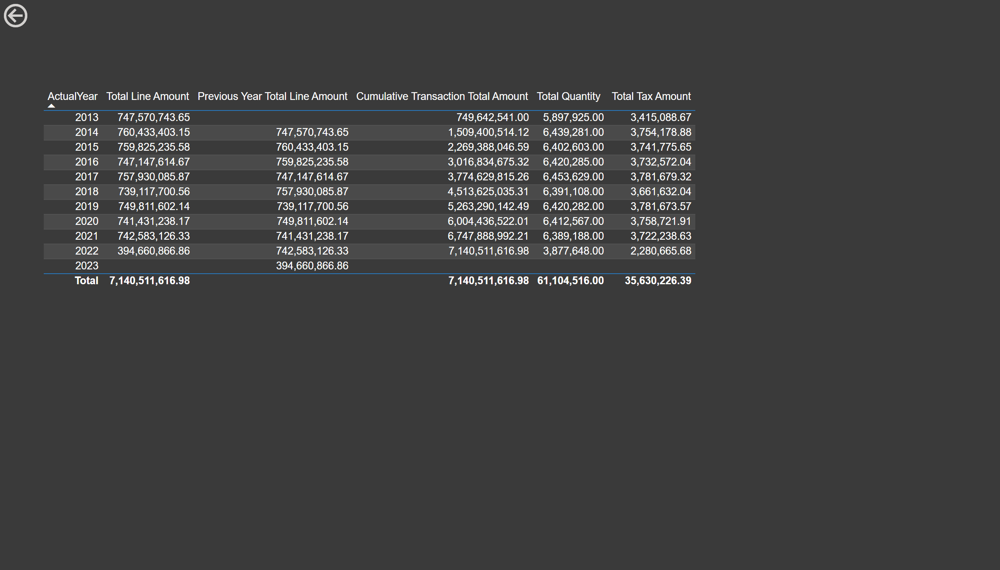 ActualYear Total Line Amount Previous Year Total Line Amount Cumulative Transaction Total Amount Total Quantity Total Tax Amount
2013 747,570,743.65 749,642,541.00 5,897,925.00 3,415,088.67
2014 760,433,403.15 747,570,743.65 1,509,400,514.12 6,439,281.00 3,754,178.88
2015 759,825,235.58 760,433,403.15 2,269,388,046.59 6,402,603.00 3,741,775.65
2016 747,147,614.67 759,825,235.58 3,016,834,675.32 6,420,285.00 3,732,572.04
2017 757,930,085.87 747,147,614.67 3,774,629,815.26 6,453,629.00 3,781,679.32
2018 739,117,700.56 757,930,085.87 4,513,625,035.31 6,391,108.00 3,661,632.04
2019 749,811,602.14 739,117,700.56 5,263,290,142.49 6,420,282.00 3,781,673.57
2020 741,431,238.17 749,811,602.14 6,004,436,522.01 6,412,567.00 3,758,721.91
2021 742,583,126.33 741,431,238.17 6,747,888,992.21 6,389,188.00 3,722,238.63
2022 394,660,866.86 742,583,126.33 7,140,511,616.98 3,877,648.00 2,280,665.68
2023 394,660,866.86
Total 7,140,511,616.98 7,140,511,616.98 61,104,516.00 35,630,226.39